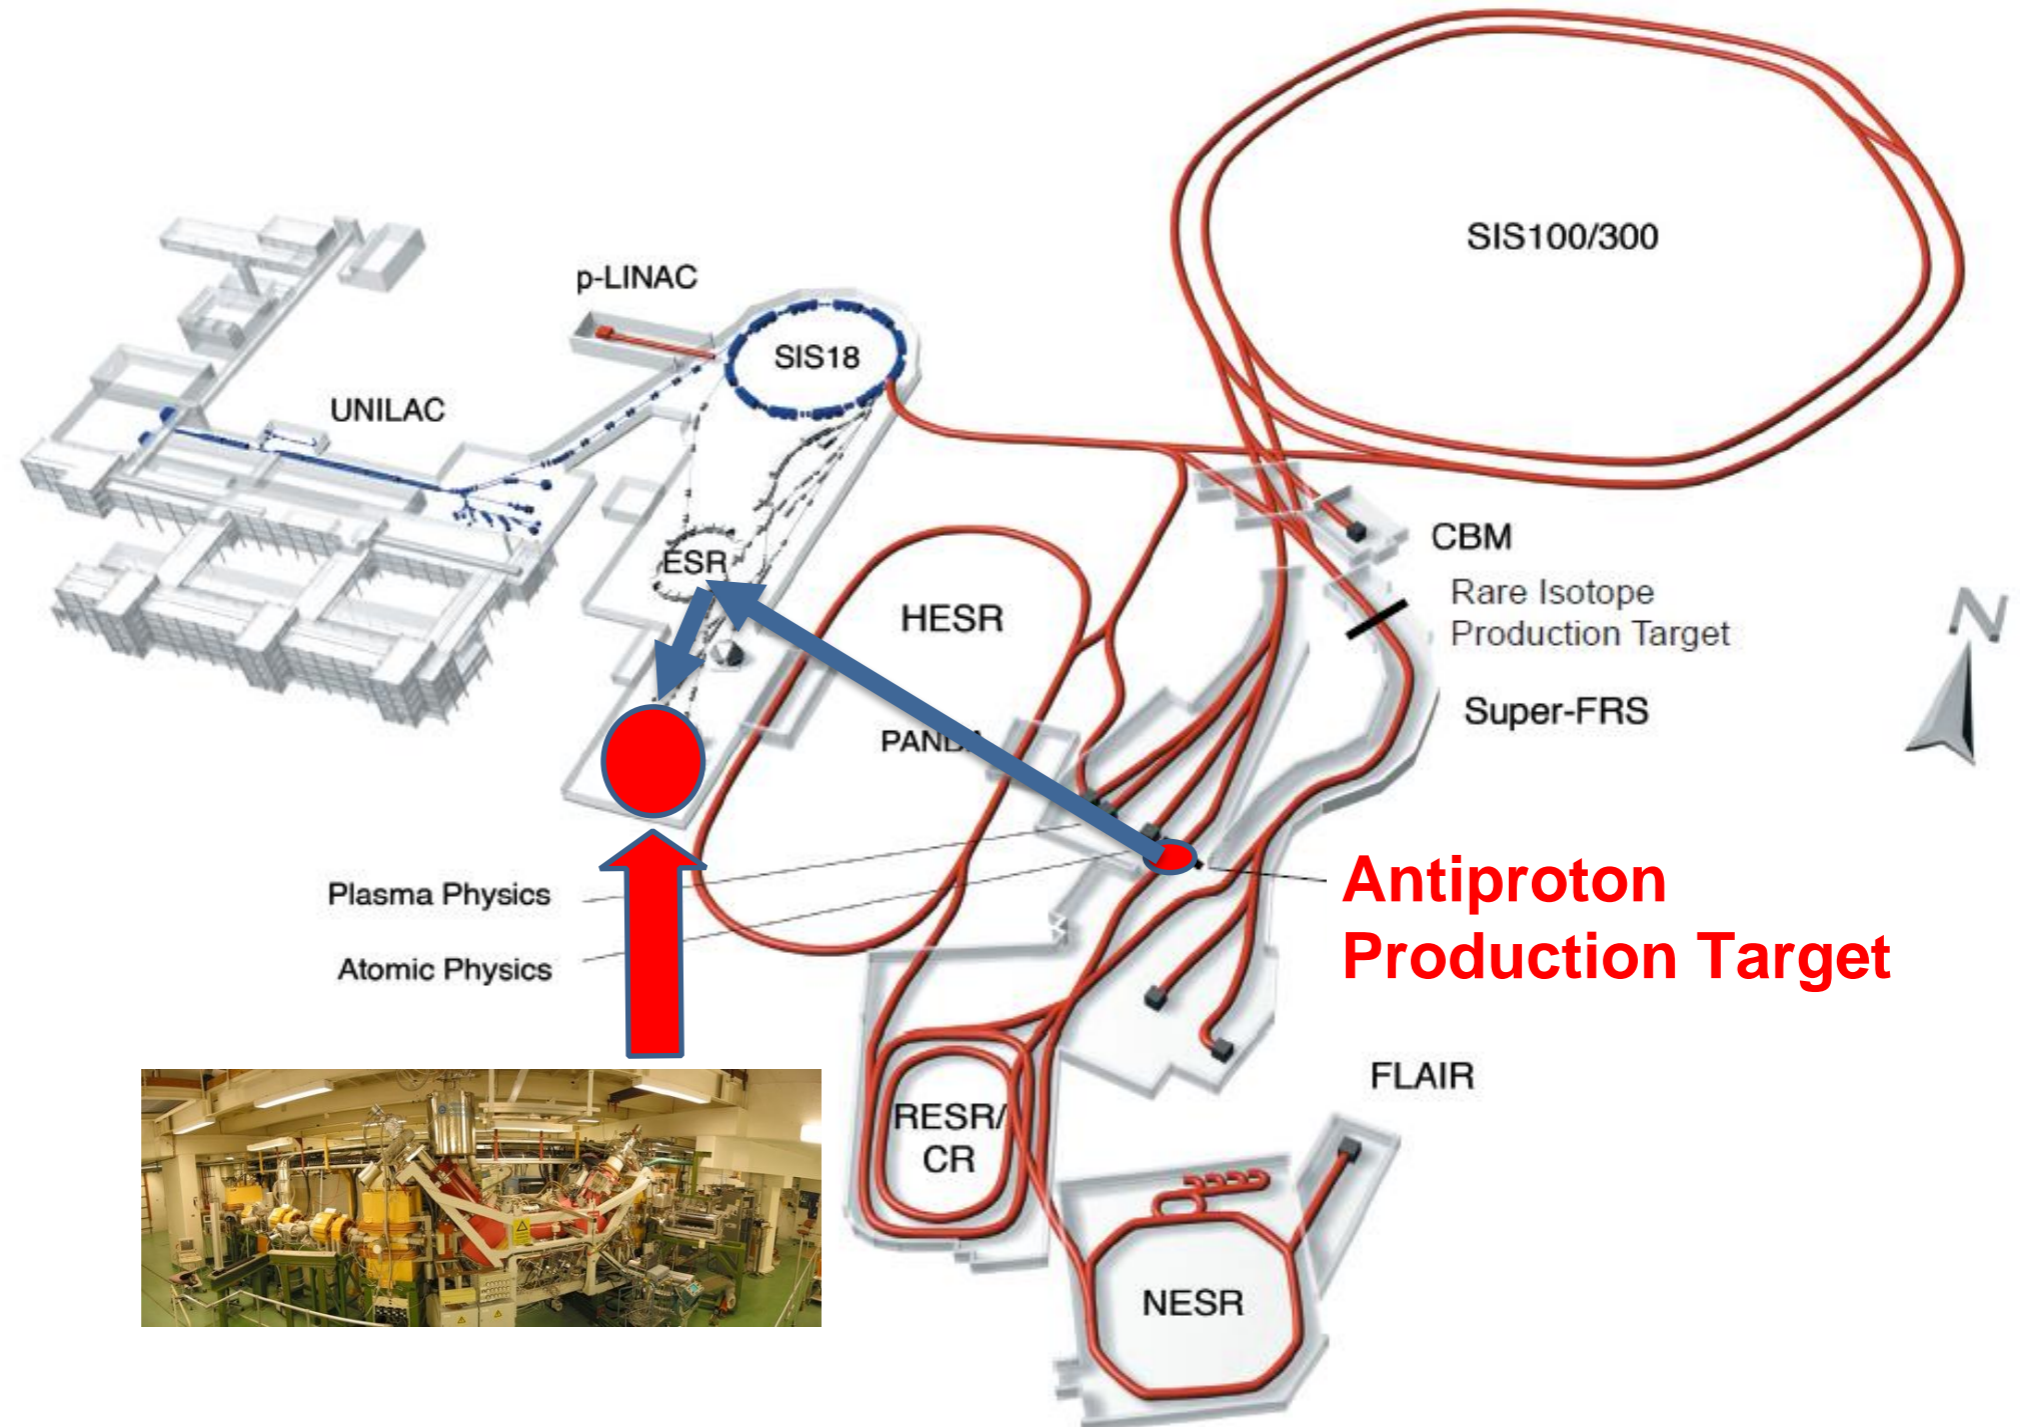 SIS100/300
p-LINAC
SIS18
UNILAC
CBM
ESR
Rare Isotope
Production Target
HESR
N
Super-FRS
PANDA
Antiproton
Production Target
Plasma Physics
Atomic Physics
FLAIR
RESR/
CR
NESR